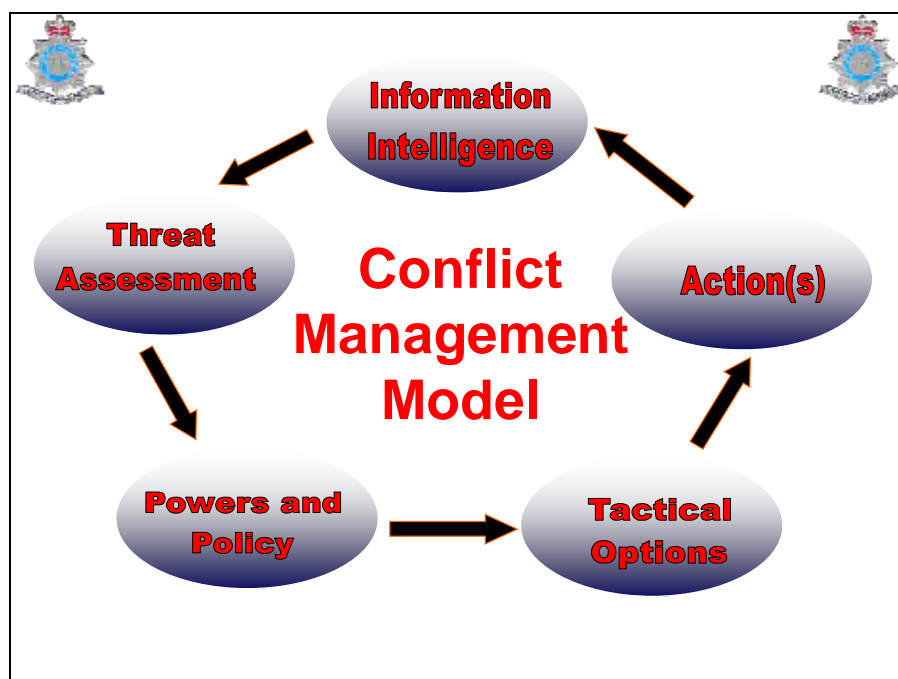 Information
Intelligence
Threat
Assessment
Conflict
Management
Model
Action(s)
Powers and
Policy
Tactical
Options